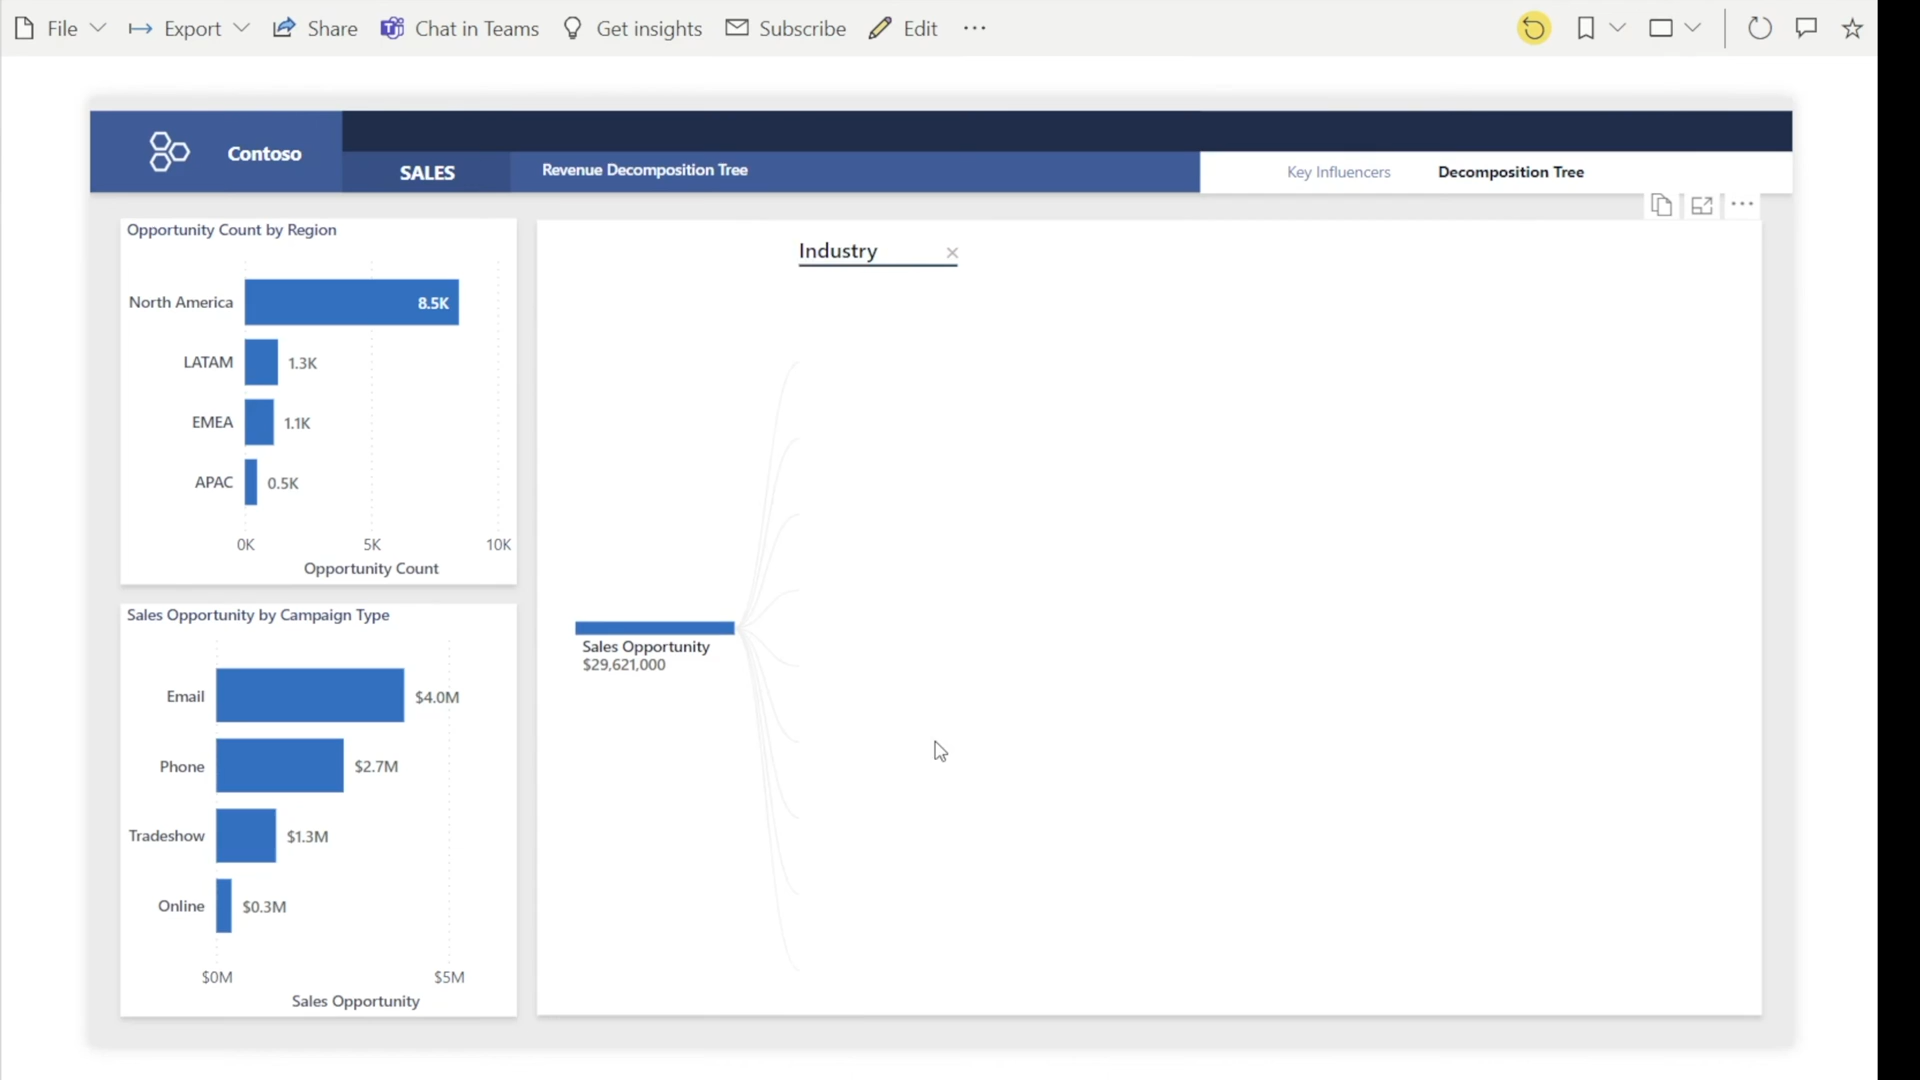 File
Export
Share
Chat in Teams
Get insights
Subscribe
Edit
Contoso
SALES
Revenue Decomposition Tree
Key Influencers
Decomposition Tree
Opportunity Count by Region
North America
8.5K
LATAM
1.3K
EMEA
1.1K
APAC
0.5K
0K
5K
10K
Opportunity Count
Sales Opportunity by Campaign Type
Email
$4.0M
Phone
$2.7M
Tradeshow
$1.3M
Online
$0.3M
$0M
$5M
Sales Opportunity
Industry
Sales Opportunity
$29,621,000